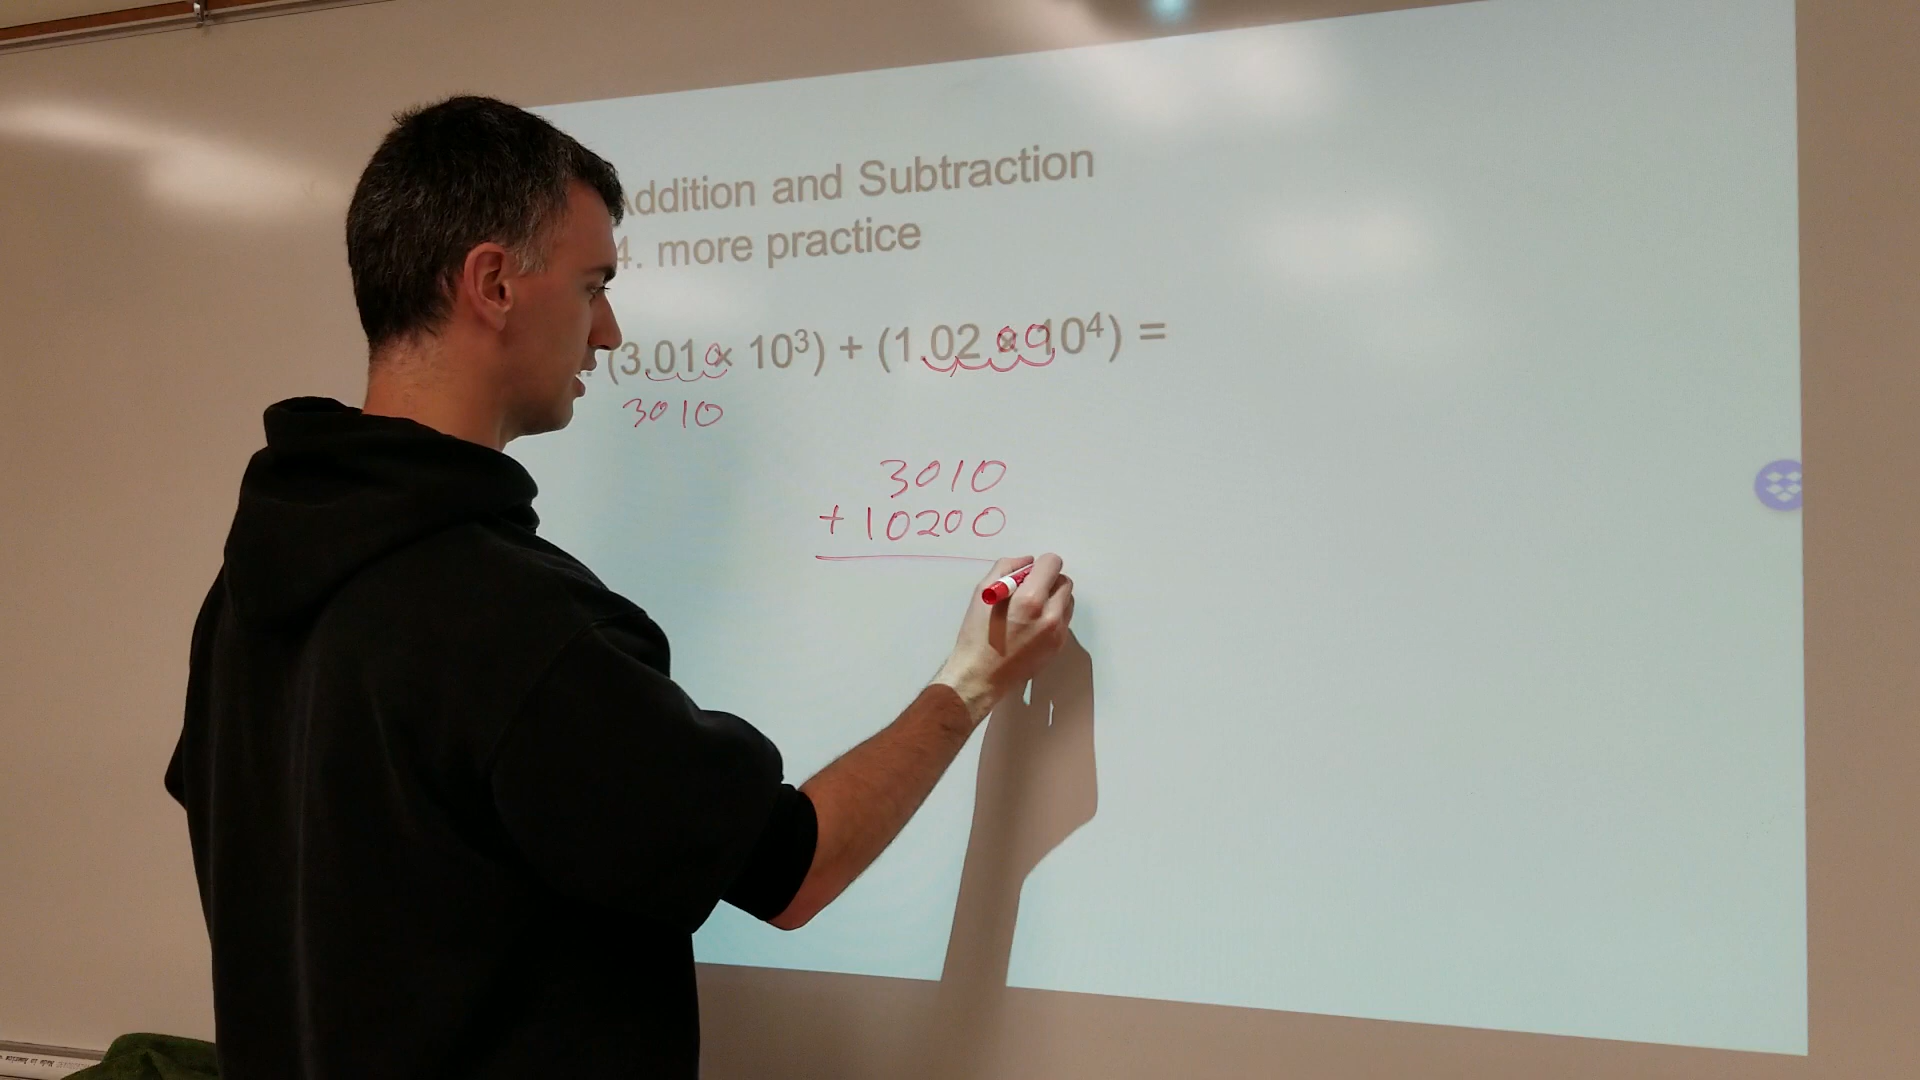 Addition and Subtraction
4. more practice
(3.01 x 10³) + (1.02 x 10⁴) =
3010
3010
+ 10200